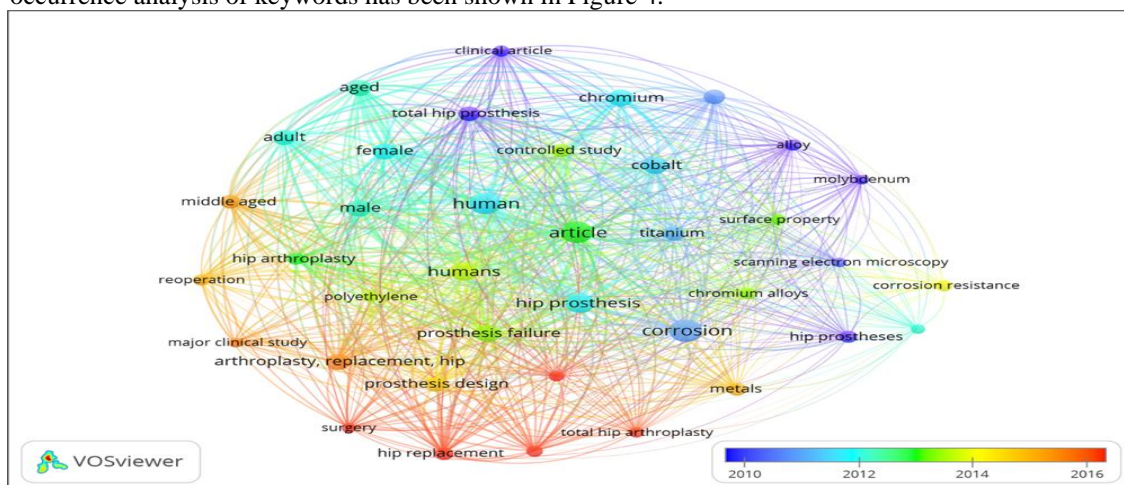 occurrence analysis of keywords has been shown in Figure 4.
clinical article
aged
chromium
total hip prosthesis
adult
female
controlled study
alloy
cobalt
molybdenum
middle aged
male
human
surface property
article
titanium
hip arthroplasty
scanning electron microscopy
reoperation
humans
corrosion resistance
polyethylene
hip prosthesis
chromium alloys
prosthesis failure
corrosion
hip prostheses
major clinical study
arthroplasty, replacement, hip
prosthesis design
metals
surgery
total hip arthroplasty
hip replacement
VOSviewer
2010 2012 2014 2016